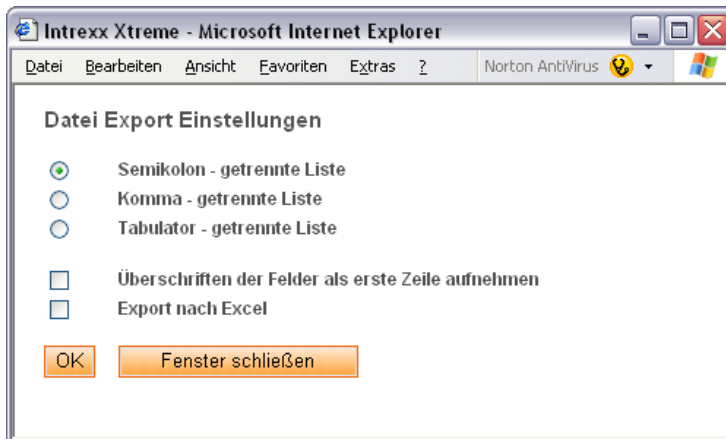 Intrexx Xtreme - Microsoft Internet Explorer
Datei Bearbeiten Ansicht Favoriten Extras ? Norton AntiVirus
Datei Export Einstellungen
Semikolon - getrennte Liste
Komma - getrennte Liste
Tabulator - getrennte Liste
Überschriften der Felder als erste Zeile aufnehmen
Export nach Excel
OK Fenster schließen